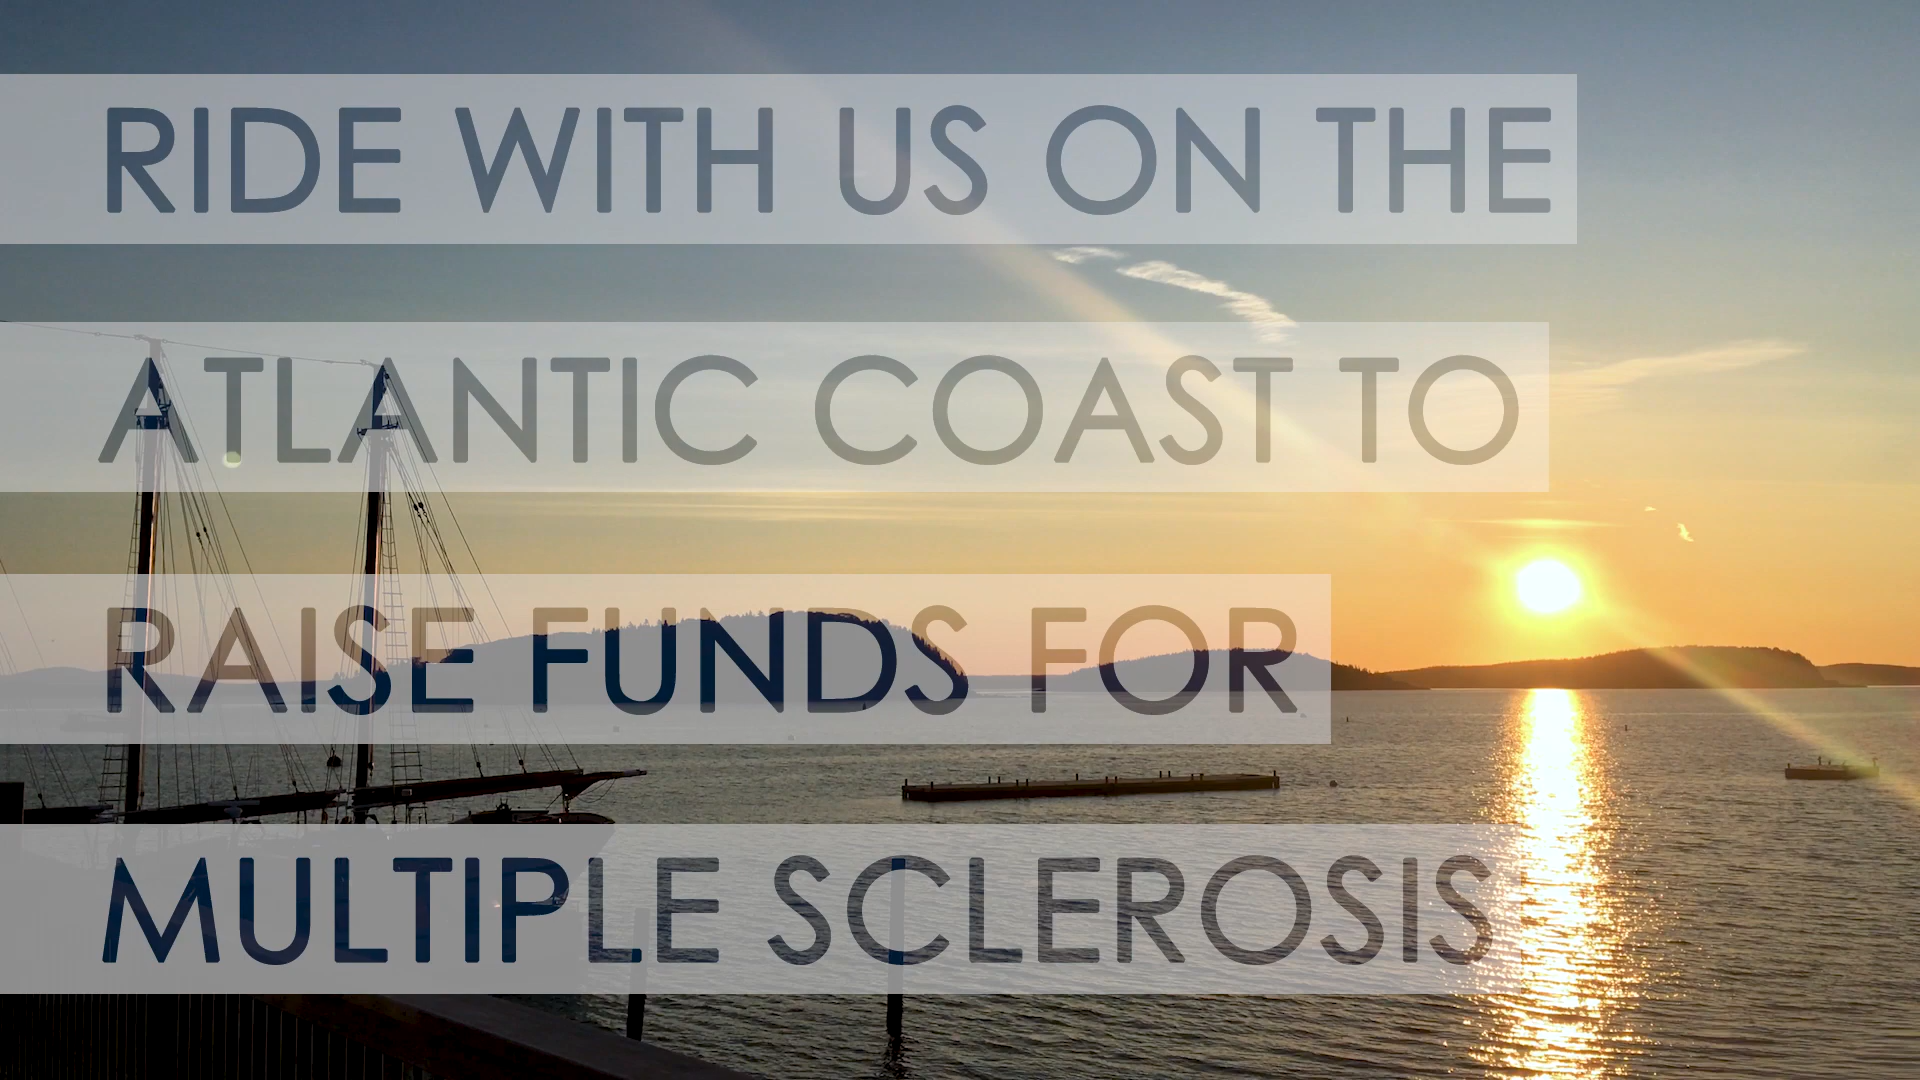 RIDE WITH US ON THE
ATLANTIC COAST TO
RAISE FUNDS FOR
MULTIPLE SCLEROSIS